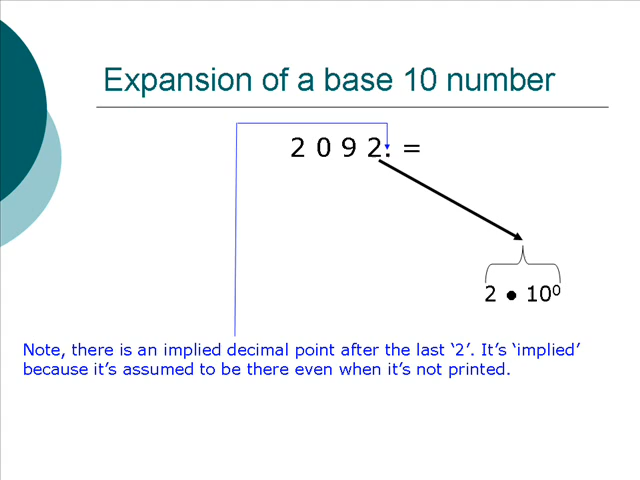 Expansion of a base 10 number
2 0 9 2. =
2 • 10⁰
Note, there is an implied decimal point after the last ‘2’. It’s ‘implied’
because it’s assumed to be there even when it’s not printed.